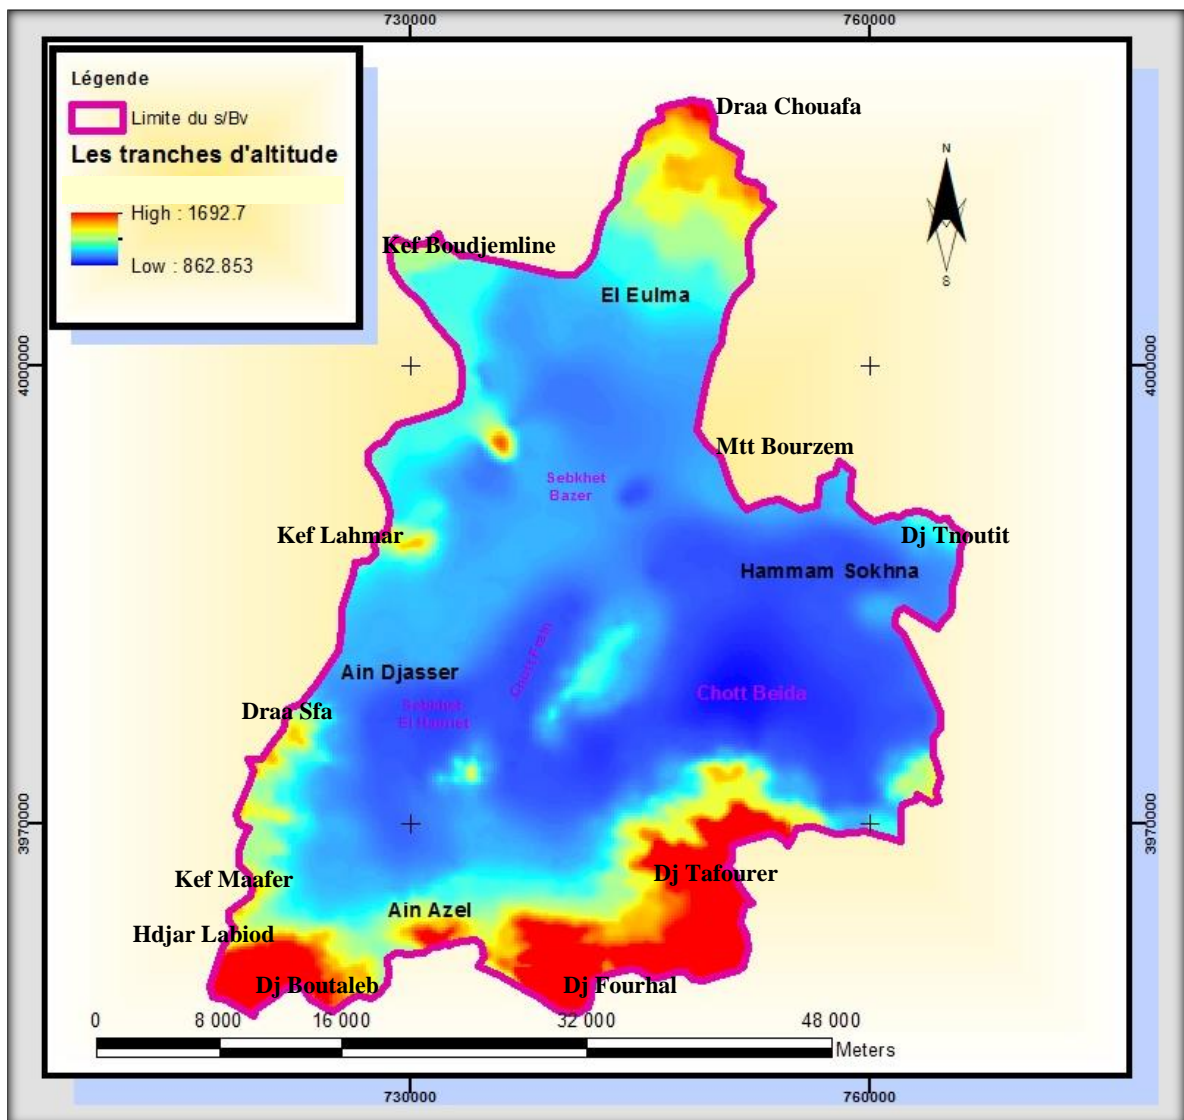 730000
760000
Légende
Limite du s/Bv
Les tranches d'altitude
High : 1692.7
Low : 862.853
Draa Chouafa
N
S
Kef Boudjemline
El Eulma
4000000
4000000
Mtt Bourzem
Sebkhet
Bazer
Kef Lahmar
Dj Tnoutit
Hammam Sokhna
Ain Djasser
Chott Frain
Chott Beida
Draa Sfa
Sebkhet
El Hamiet
3970000
3970000
Kef Maafer
Dj Tafourer
Ain Azel
Hdjar Labiod
Dj Boutaleb
Dj Fourhal
0
8 000
16 000
32 000
48 000
Meters
730000
760000